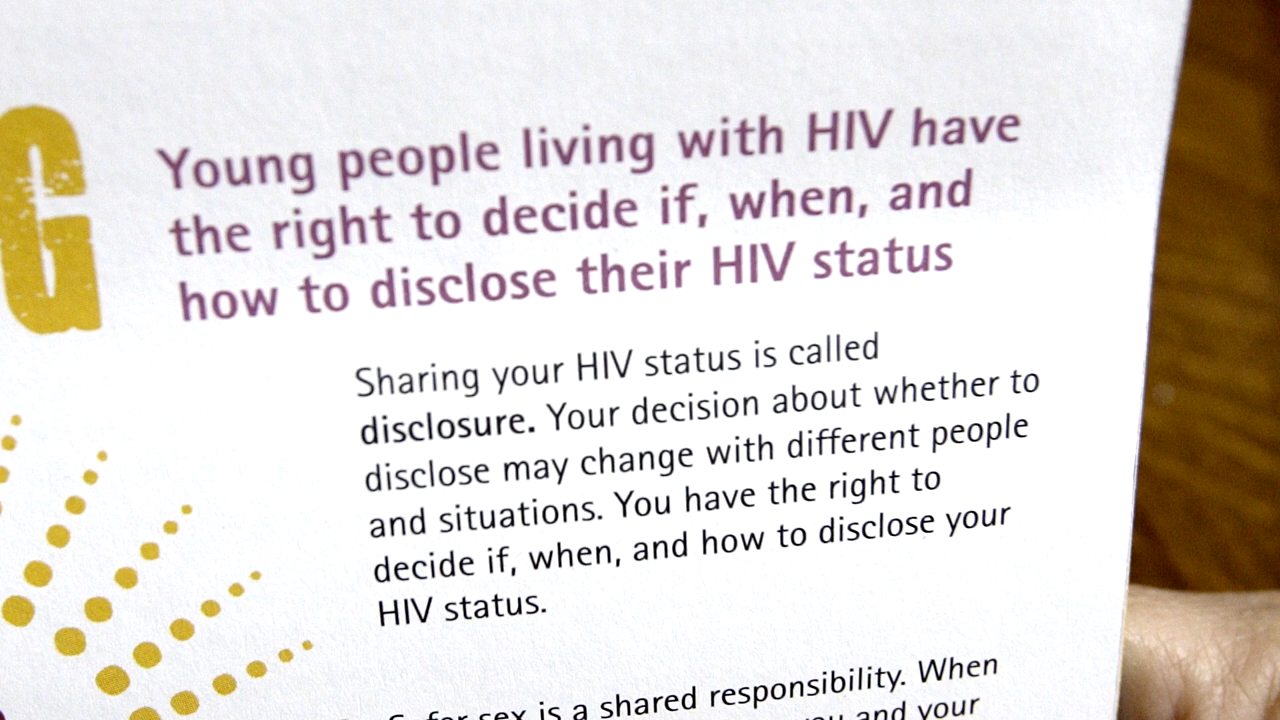 G
Young people living with HIV have
the right to decide if, when, and
how to disclose their HIV status
Sharing your HIV status is called
disclosure. Your decision about whether to
disclose may change with different people
and situations. You have the right to
decide if, when, and how to disclose your
HIV status.
sex is a shared responsibility. When
you and your